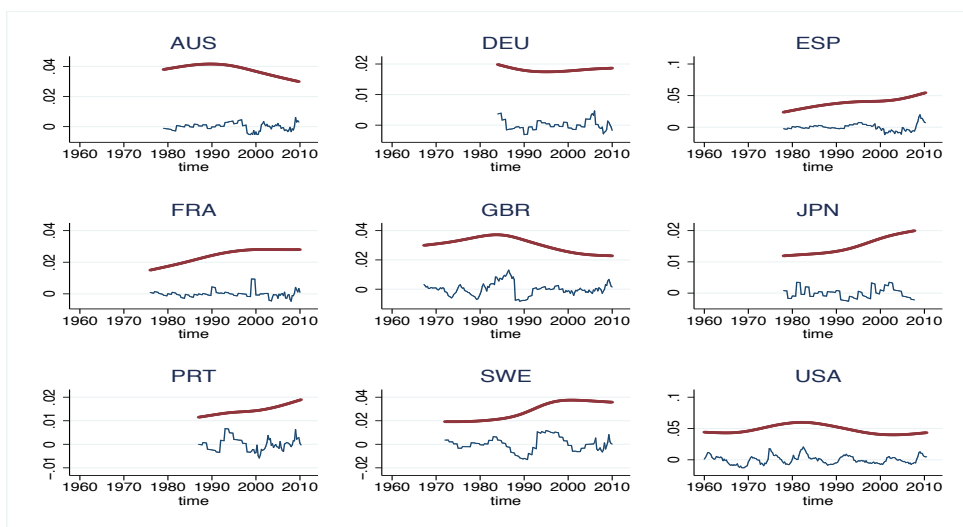 AUS DEU ESP
.04 .02 .1
.02 .01 .05
0 0 0
1960 1970 1980 1990 2000 2010 1960 1970 1980 1990 2000 2010 1960 1970 1980 1990 2000 2010
time time time
FRA GBR JPN
.04 .04 .02
.02 .02 .01
0 0 0
1960 1970 1980 1990 2000 2010 1960 1970 1980 1990 2000 2010 1960 1970 1980 1990 2000 2010
time time time
PRT SWE USA
.02 .04 .1
.01 .02 .05
0 0 0
-.01 -.02
1960 1970 1980 1990 2000 2010 1960 1970 1980 1990 2000 2010 1960 1970 1980 1990 2000 2010
time time time